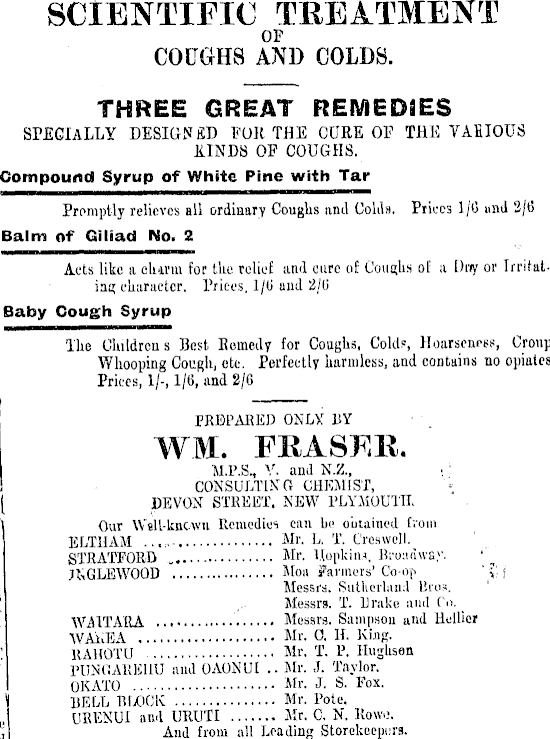 SCIENTIFIC TREATMENT
OF
COUGHS AND COLDS.
THREE GREAT REMEDIES
SPECIALLY DESIGNED FOR THE CURE OF THE VARIOUS
KINDS OF COUGHS.
Compound Syrup of White Pine with Tar
Promptly relieves all ordinary Coughs and Colds. Prices 1/6 and 2/6
Balm of Giliad No. 2
Acts like a charm for the relief and cure of Coughs of a Dry or Irritat-
ing character. Prices, 1/6 and 2/6
Baby Cough Syrup
The Children s Best Remedy for Coughs, Colds, Hoarseness, Croup
Whooping Cough, etc. Perfectly harmless, and contains no opiates
Prices, 1/-, 1/6, and 2/6
PREPARED ONLY BY
WM. FRASER.
M.P.S., V. and N.Z.,
CONSULTING CHEMIST,
DEVON STREET, NEW PLYMOUTH.
Our Well-known Remedies can be obtained from
ELTHAM ................ Mr. L. T. Creswell.
STRATFORD ............. Mr. Hopkins, Broadway.
INGLEWOOD ............. Moa Farmers' Co-op
Messrs. Sutherland Bros.
Messrs. T. Drake and Co.
WAITARA ................ Messrs. Sampson and Hellier
WAREA .................. Mr. C. H. King.
RAHOTU ................. Mr. T. P. Hughson
PUNGAREHU and OAONUI .. Mr. J. Taylor.
OKATO .................. Mr. J. S. Fox.
BELL BLOCK ............. Mr. Pote.
URENUI and URUTI ....... Mr. C. N. Rowe.
And from all Leading Storekeepers.